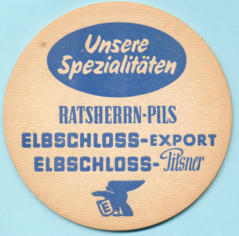 Unsere
Spezialitäten
RATSHERRN-PILS
ELBSCHLOSS-EXPORT
ELBSCHLOSS-Pilsner
E